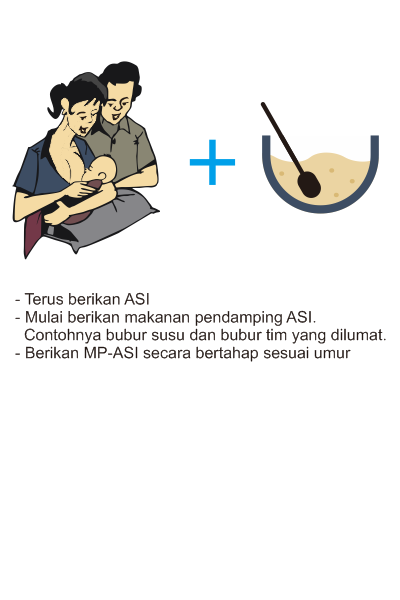 - Terus berikan ASI
- Mulai berikan makanan pendamping ASI.
Contohnya bubur susu dan bubur tim yang dilumat.
- Berikan MP-ASI secara bertahap sesuai umur